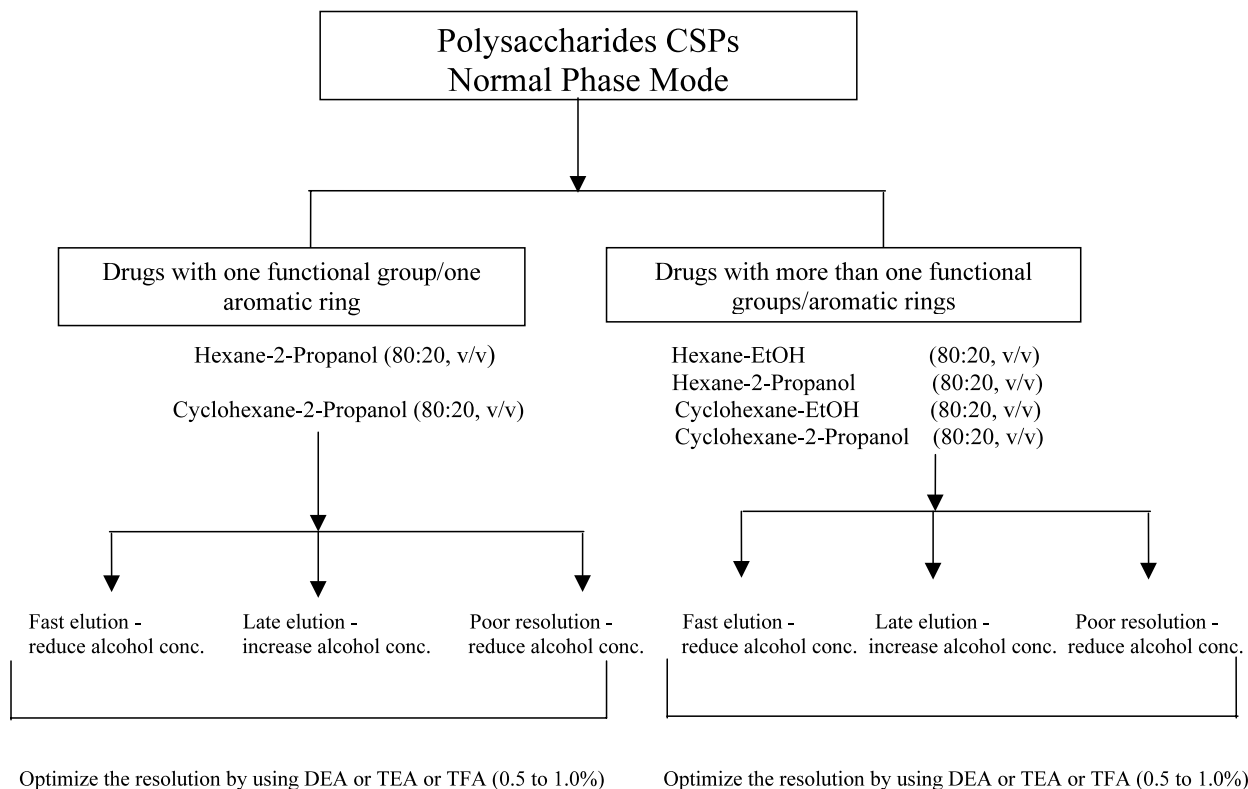 Polysaccharides CSPs
Normal Phase Mode
Drugs with one functional group/one
aromatic ring
Hexane-2-Propanol (80:20, v/v)
Cyclohexane-2-Propanol (80:20, v/v)
Fast elution -
reduce alcohol conc.
Late elution -
increase alcohol conc.
Poor resolution -
reduce alcohol conc.
Optimize the resolution by using DEA or TEA or TFA (0.5 to 1.0%)
Drugs with more than one functional
groups/aromatic rings
Hexane-EtOH (80:20, v/v)
Hexane-2-Propanol (80:20, v/v)
Cyclohexane-EtOH (80:20, v/v)
Cyclohexane-2-Propanol (80:20, v/v)
Fast elution -
reduce alcohol conc.
Late elution -
increase alcohol conc.
Poor resolution -
reduce alcohol conc.
Optimize the resolution by using DEA or TEA or TFA (0.5 to 1.0%)